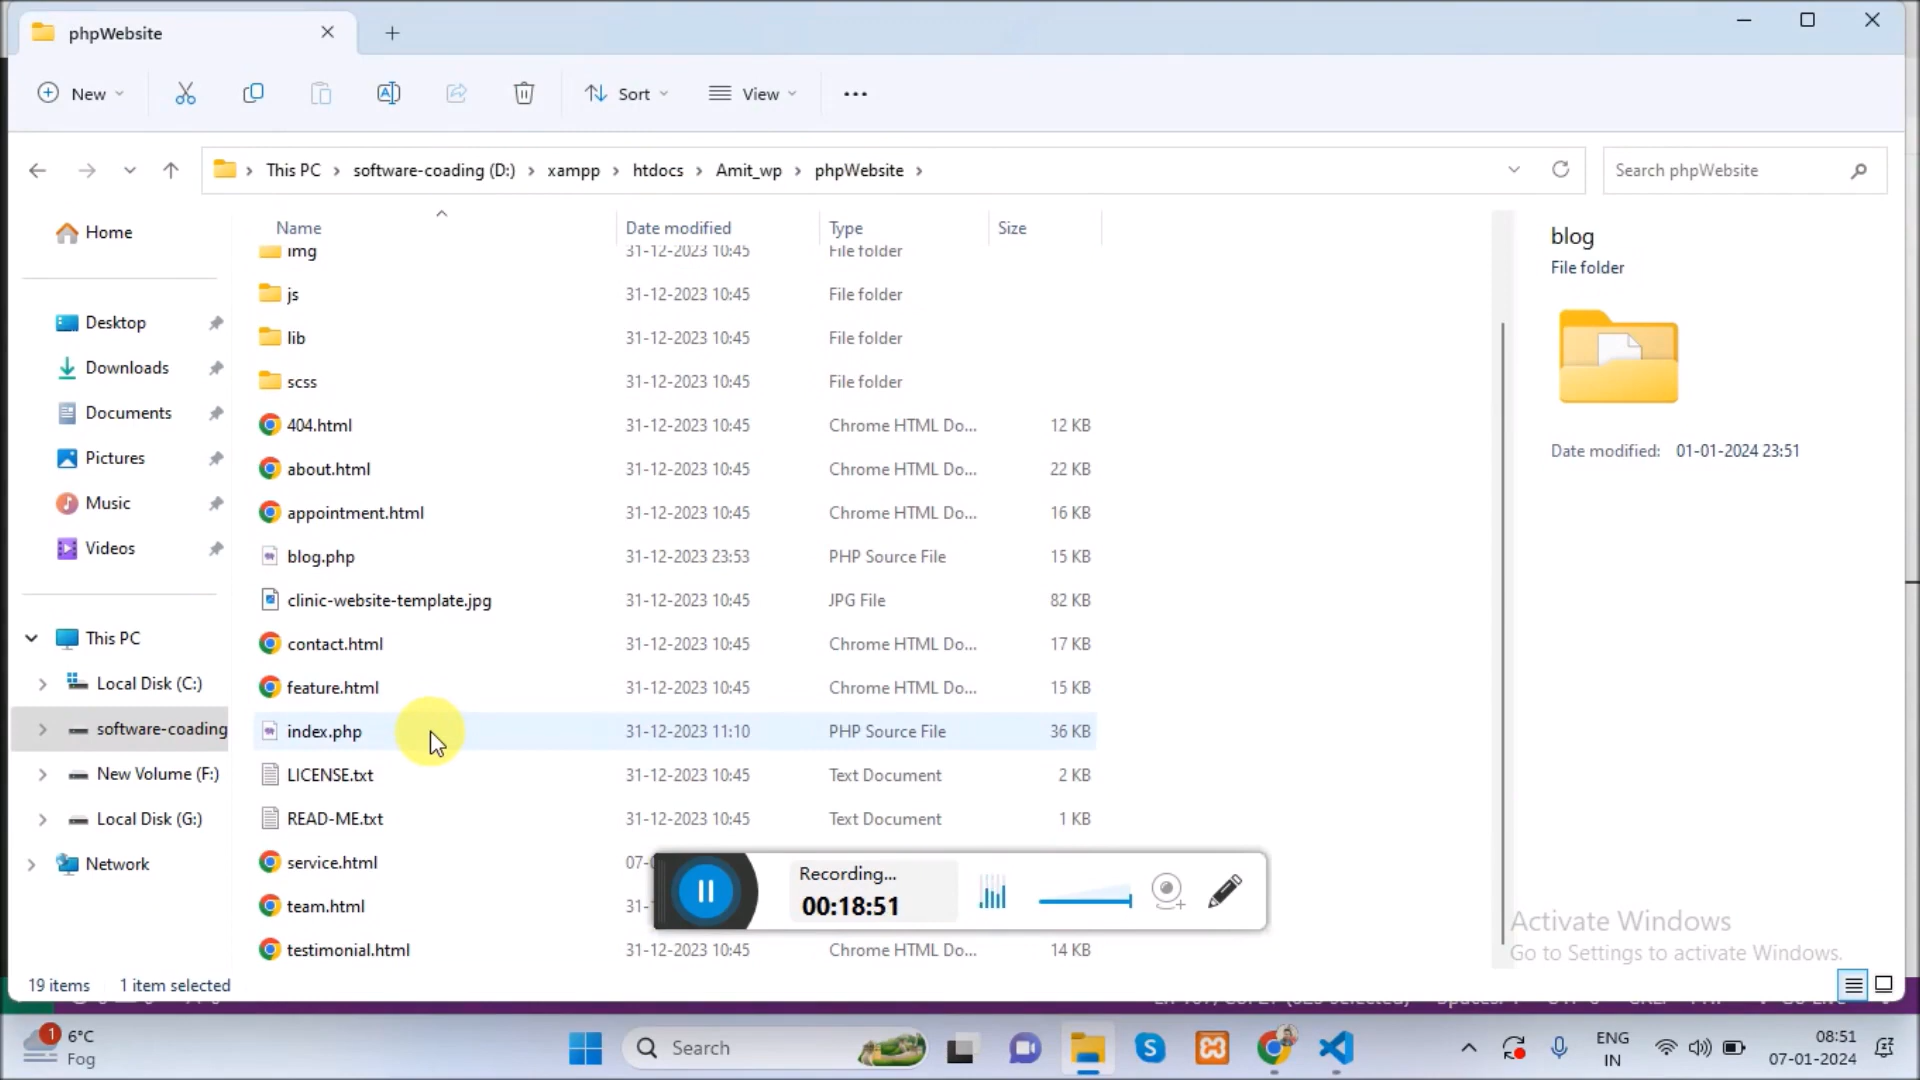 phpWebsite
New
Sort
View
This PC
software-coading (D:)
xampp
htdocs
Amit_wp
phpWebsite
Search phpWebsite
Name
Date modified
Type
Size
Home
Desktop
Downloads
Documents
Pictures
Music
Videos
This PC
Local Disk (C:)
software-coading
New Volume (F:)
Local Disk (G:)
Network
img 31-12-2023 10:45 File folder
js 31-12-2023 10:45 File folder
lib 31-12-2023 10:45 File folder
scss 31-12-2023 10:45 File folder
404.html 31-12-2023 10:45 Chrome HTML Do... 12 KB
about.html 31-12-2023 10:45 Chrome HTML Do... 22 KB
appointment.html 31-12-2023 10:45 Chrome HTML Do... 16 KB
blog.php 31-12-2023 23:53 PHP Source File 15 KB
clinic-website-template.jpg 31-12-2023 10:45 JPG File 82 KB
contact.html 31-12-2023 10:45 Chrome HTML Do... 17 KB
feature.html 31-12-2023 10:45 Chrome HTML Do... 15 KB
index.php 31-12-2023 11:10 PHP Source File 36 KB
LICENSE.txt 31-12-2023 10:45 Text Document 2 KB
READ-ME.txt 31-12-2023 10:45 Text Document 1 KB
service.html 07-
team.html 31-
testimonial.html 31-12-2023 10:45 Chrome HTML Do... 14 KB
blog
File folder
Date modified: 01-01-2024 23:51
Recording...
00:18:51
Activate Windows
Go to Settings to activate Windows.
19 items 1 item selected
1
6°C
Fog
Search
ENG
IN
08:51
07-01-2024